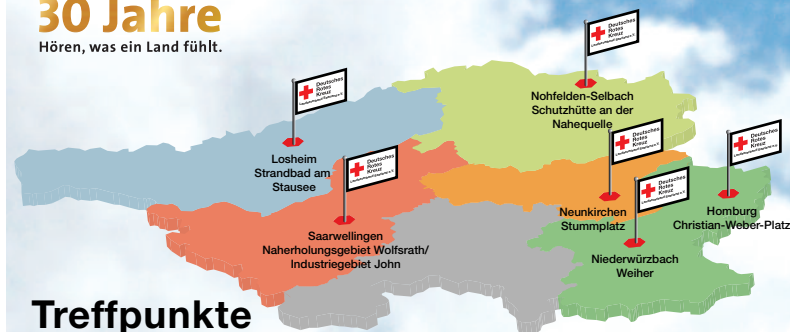 30 Jahre
Hören, was ein Land fühlt.
Deutsches
Rotes
Kreuz
Nohfelden-Selbach
Schutzhütte an der
Nahequelle
Deutsches
Rotes
Kreuz
Losheim
Strandbad am
Stausee
Deutsches
Rotes
Kreuz
Saarwellingen
Naherholungsgebiet Wolfsrath/
Industriegebiet John
Deutsches
Rotes
Kreuz
Neunkirchen
Stummplatz
Deutsches
Rotes
Kreuz
Homburg
Christian-Weber-Platz
Deutsches
Rotes
Kreuz
Niederwürzbach
Weiher
Treffpunkte